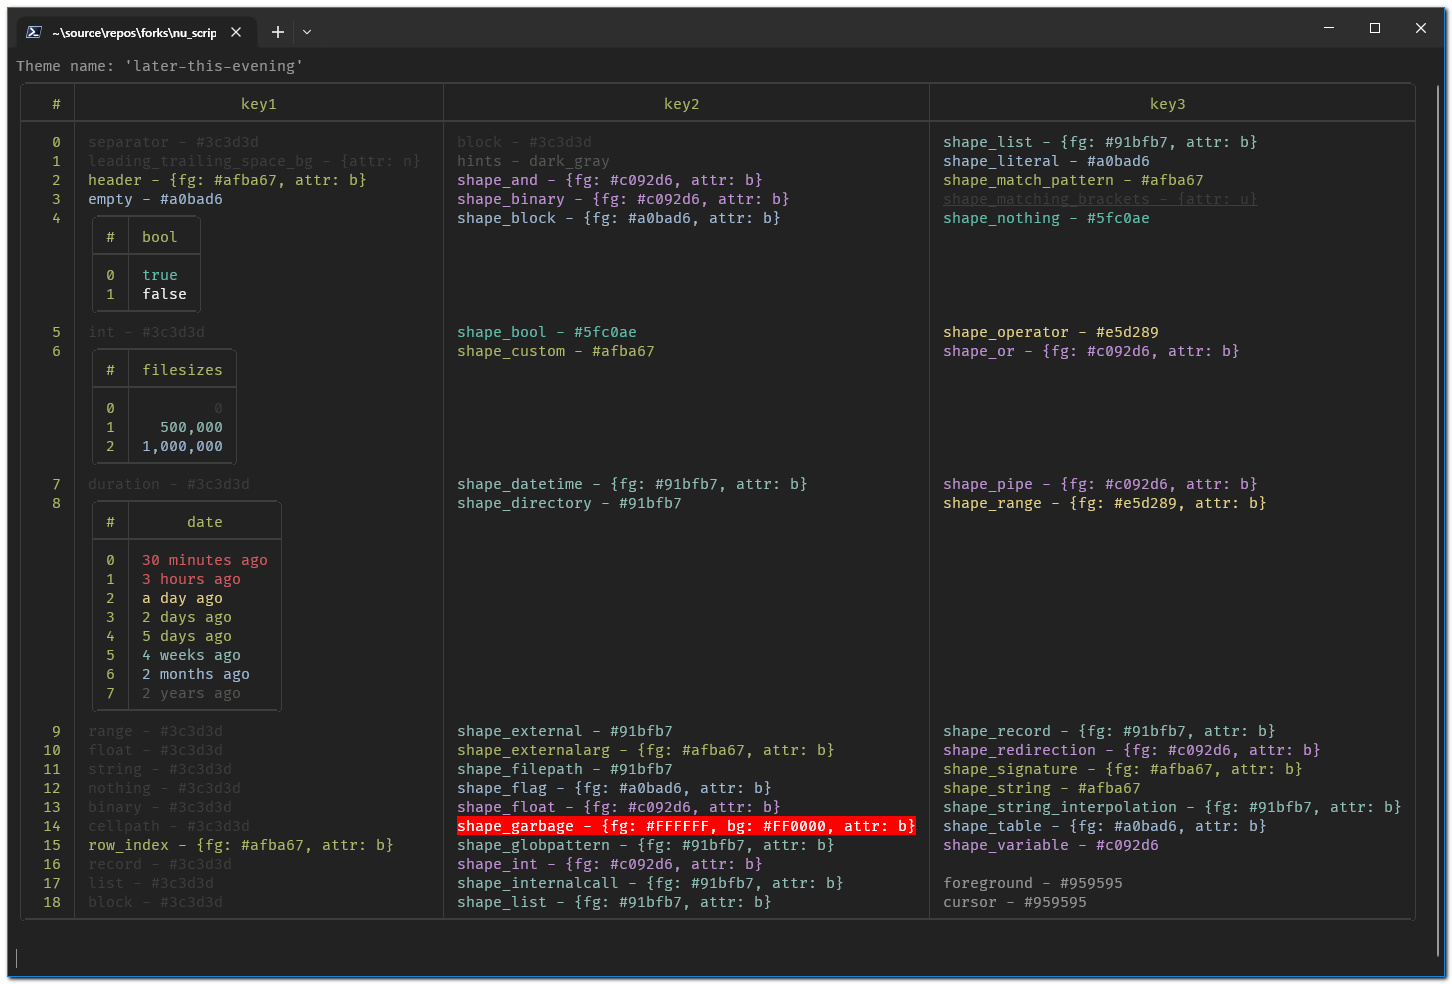 ~\source\repos\forks\nu_scrip
Theme name: 'later-this-evening'
# key1 key2 key3
0 separator - #3c3d3d block - #3c3d3d shape_list - {fg: #91bfb7, attr: b}
1 leading_trailing_space_bg - {attr: n} hints - dark_gray shape_literal - #a0bad6
2 header - {fg: #afba67, attr: b} shape_and - {fg: #c092d6, attr: b} shape_match_pattern - #afba67
3 empty - #a0bad6 shape_binary - {fg: #c092d6, attr: b} shape_matching_brackets - {attr: u}
4 shape_block - {fg: #a0bad6, attr: b} shape_nothing - #5fc0ae
# bool
0 true
1 false
5 int - #3c3d3d shape_bool - #5fc0ae shape_operator - #e5d289
6 shape_custom - #afba67 shape_or - {fg: #c092d6, attr: b}
# filesizes
0 0
1 500,000
2 1,000,000
7 duration - #3c3d3d shape_datetime - {fg: #91bfb7, attr: b} shape_pipe - {fg: #c092d6, attr: b}
8 shape_directory - #91bfb7 shape_range - {fg: #e5d289, attr: b}
# date
0 30 minutes ago
1 3 hours ago
2 a day ago
3 2 days ago
4 5 days ago
5 4 weeks ago
6 2 months ago
7 2 years ago
9 range - #3c3d3d shape_external - #91bfb7 shape_record - {fg: #91bfb7, attr: b}
10 float - #3c3d3d shape_externalarg - {fg: #afba67, attr: b} shape_redirection - {fg: #c092d6, attr: b}
11 string - #3c3d3d shape_filepath - #91bfb7 shape_signature - {fg: #afba67, attr: b}
12 nothing - #3c3d3d shape_flag - {fg: #a0bad6, attr: b} shape_string - #afba67
13 binary - #3c3d3d shape_float - {fg: #c092d6, attr: b} shape_string_interpolation - {fg: #91bfb7, attr: b}
14 cellpath - #3c3d3d shape_garbage - {fg: #FFFFFF, bg: #FF0000, attr: b} shape_table - {fg: #a0bad6, attr: b}
15 row_index - {fg: #afba67, attr: b} shape_globpattern - {fg: #91bfb7, attr: b} shape_variable - #c092d6
16 record - #3c3d3d shape_int - {fg: #c092d6, attr: b}
17 list - #3c3d3d shape_internalcall - {fg: #91bfb7, attr: b} foreground - #959595
18 block - #3c3d3d shape_list - {fg: #91bfb7, attr: b} cursor - #959595